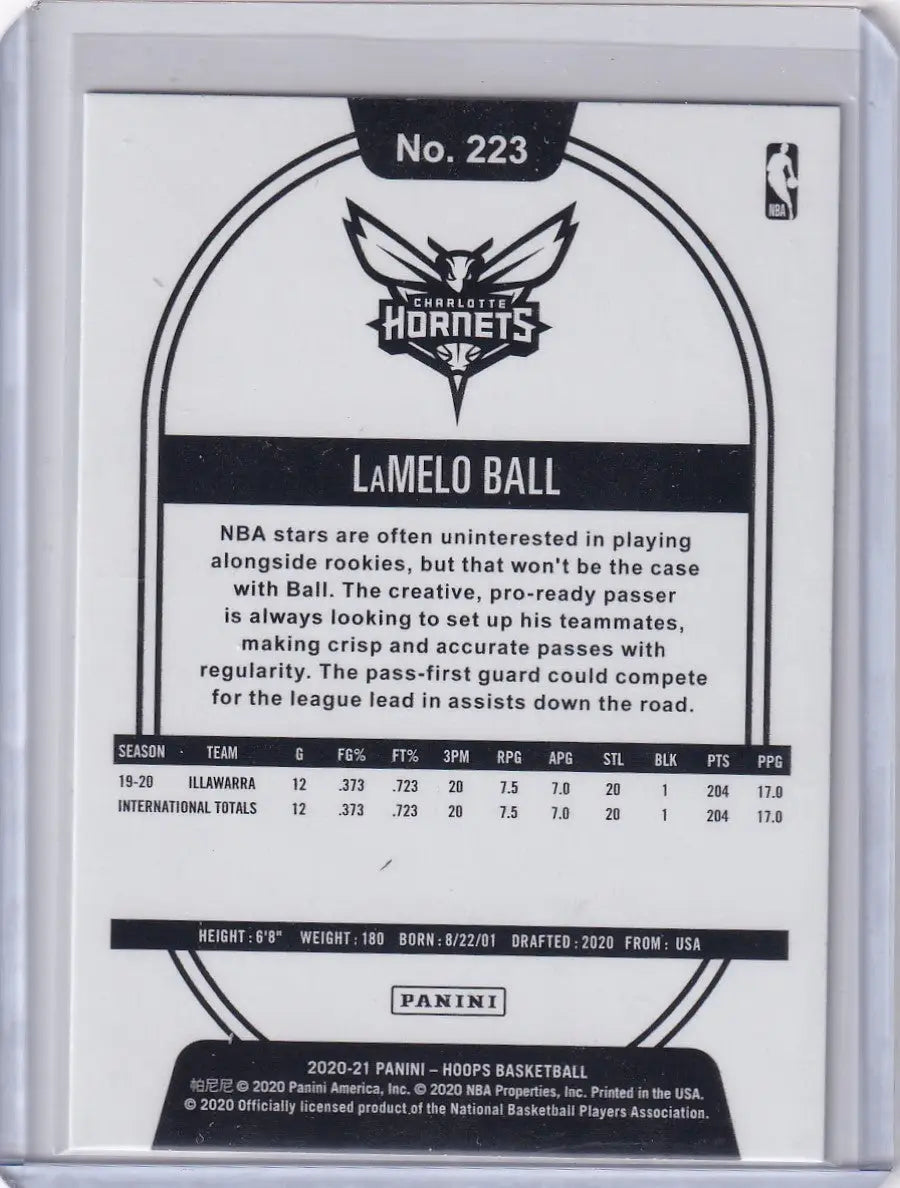 No. 223
NBA
CHARLOTTE
HORNETS
LAMELO BALL
NBA stars are often uninterested in playing
alongside rookies, but that won't be the case
with Ball. The creative, pro-ready passer
is always looking to set up his teammates,
making crisp and accurate passes with
regularity. The pass-first guard could compete
for the league lead in assists down the road.
SEASON · TEAM G FG% FT% 3PM RPG APG STL BLK PTS PPG
19-20 ILLAWARRA 12 .373 .723 20 7.5 7.0 20 1 204 17.0
INTERNATIONAL TOTALS 12 .373 .723 20 7.5 7.0 20 1 204 17.0
HEIGHT: 6'8" WEIGHT: 180 BORN: 8/22/01 DRAFTED: 2020 FROM: USA
PANINI
2020-21 PANINI – HOOPS BASKETBALL
帕尼尼 © 2020 Panini America, Inc. © 2020 NBA Properties, Inc. Printed in the USA.
© 2020 Officially licensed product of the National Basketball Players Association.